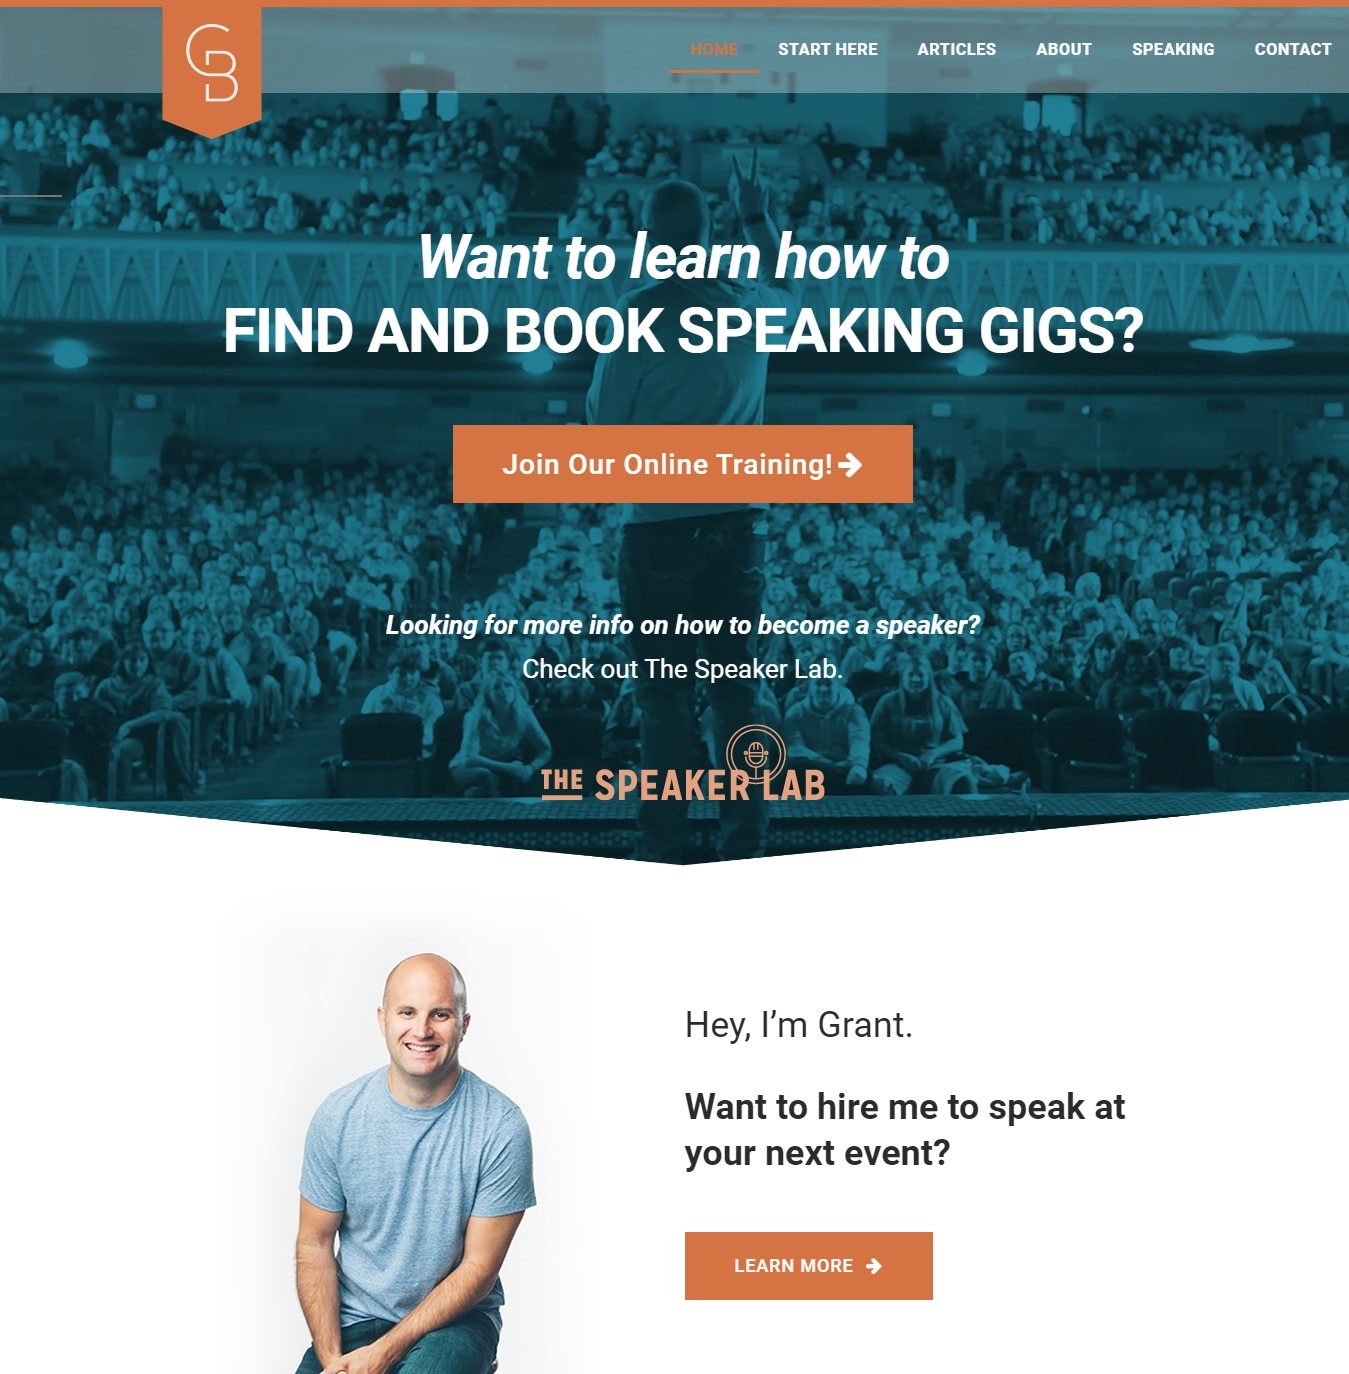 GB
HOME START HERE ARTICLES ABOUT SPEAKING CONTACT
Want to learn how to
FIND AND BOOK SPEAKING GIGS?
Join Our Online Training!
Looking for more info on how to become a speaker?
Check out The Speaker Lab.
THE SPEAKER LAB
Hey, I’m Grant.
Want to hire me to speak at
your next event?
LEARN MORE